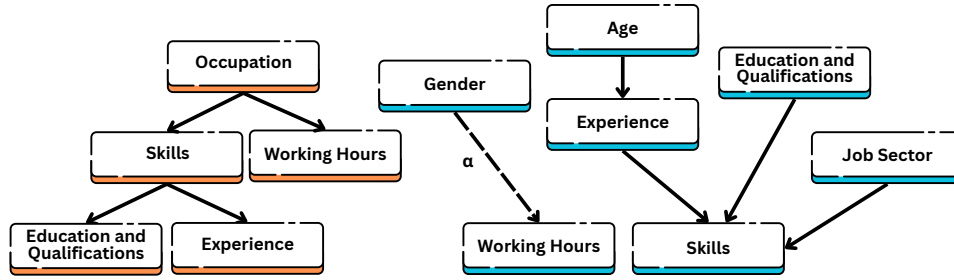 Occupation
Skills
Working Hours
Education and
Qualifications
Experience
Gender
α
Working Hours
Age
Experience
Education and
Qualifications
Job Sector
Skills